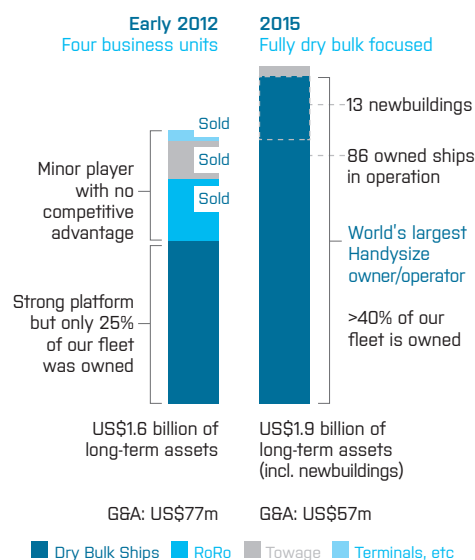 Early 2012
Four business units
2015
Fully dry bulk focused
Sold
Sold
Sold
Minor player
with no
competitive
advantage
Strong platform
but only 25%
of our fleet
was owned
13 newbuildings
86 owned ships
in operation
World's largest
Handysize
owner/operator
>40% of our
fleet is owned
US$1.6 billion of
long-term assets
US$1.9 billion of
long-term assets
(incl. newbuildings)
G&A: US$77m
G&A: US$57m
Dry Bulk Ships
RoRo
Towage
Terminals, etc